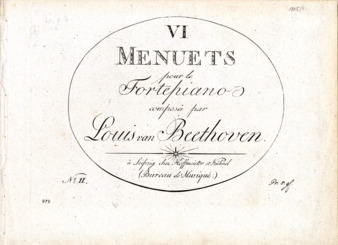 VI
MENUETS
pour le
Fortepiano
composés par
Louis van Beethoven.
à Leipzig chez Hoffmeister et Kühnel
(Bureau de Musique.)
No. II.